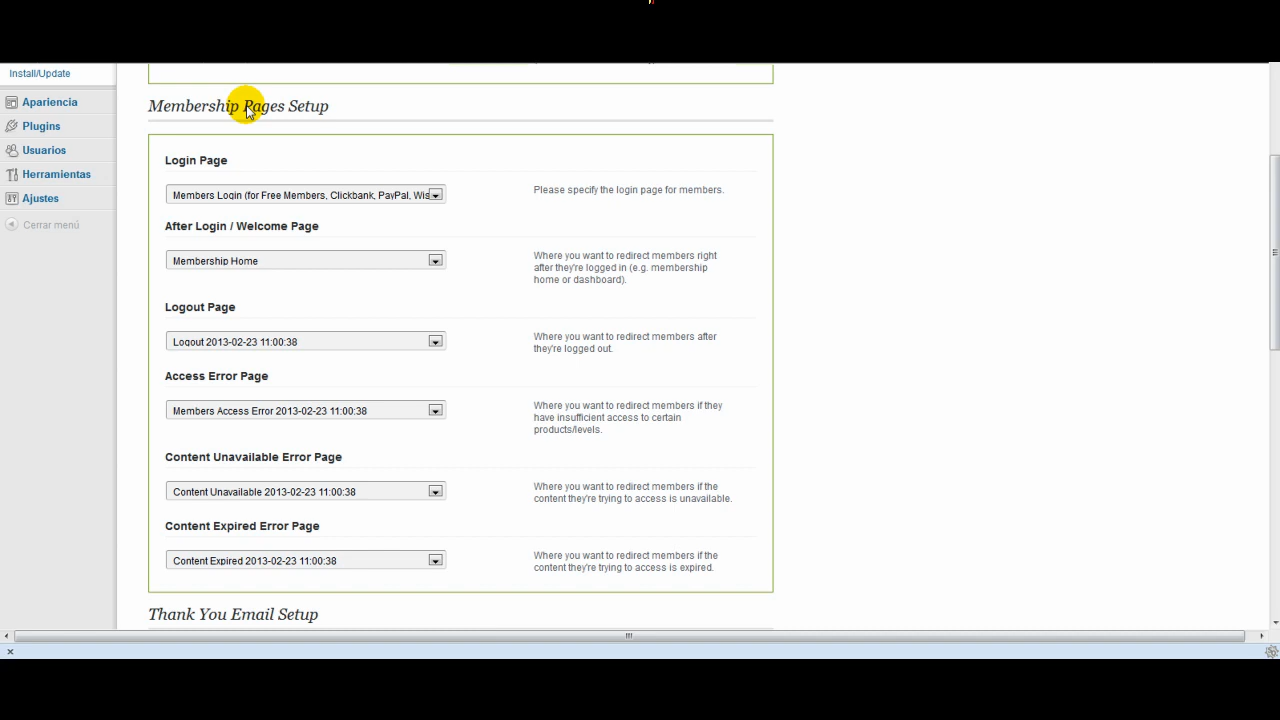 Install/Update
Apariencia
Plugins
Usuarios
Herramientas
Ajustes
Cerrar menú
Membership Pages Setup
Login Page
Members Login (for Free Members, Clickbank, PayPal, Wis
Please specify the login page for members.
After Login / Welcome Page
Membership Home
Where you want to redirect members right
after they're logged in (e.g. membership
home or dashboard).
Logout Page
Logout 2013-02-23 11:00:38
Where you want to redirect members after
they're logged out.
Access Error Page
Members Access Error 2013-02-23 11:00:38
Where you want to redirect members if they
have insufficient access to certain
products/levels.
Content Unavailable Error Page
Content Unavailable 2013-02-23 11:00:38
Where you want to redirect members if the
content they're trying to access is unavailable.
Content Expired Error Page
Content Expired 2013-02-23 11:00:38
Where you want to redirect members if the
content they're trying to access is expired.
Thank You Email Setup